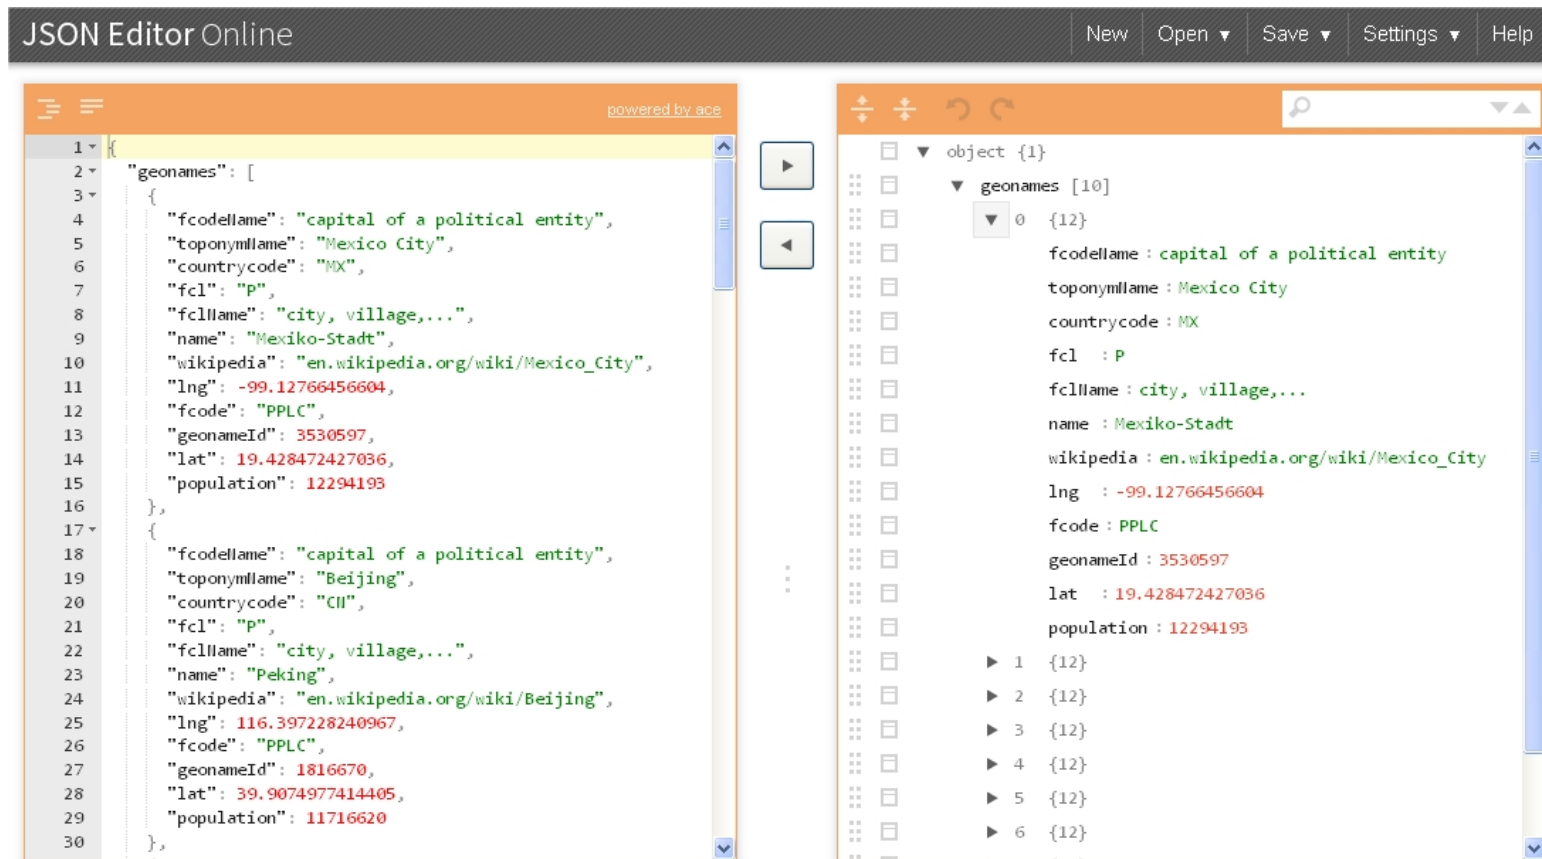 JSON Editor Online
New
Open ▼
Save ▼
Settings ▼
Help
powered by ace
1 {
2 "geonames": [
3 {
4 "fcodeName": "capital of a political entity",
5 "toponymName": "Mexico City",
6 "countrycode": "MX",
7 "fcl": "P",
8 "fclName": "city, village,...",
9 "name": "Mexiko-Stadt",
10 "wikipedia": "en.wikipedia.org/wiki/Mexico_City",
11 "lng": -99.12766456604,
12 "fcode": "PPLC",
13 "geonameId": 3530597,
14 "lat": 19.428472427036,
15 "population": 12294193
16 },
17 {
18 "fcodeName": "capital of a political entity",
19 "toponymName": "Beijing",
20 "countrycode": "CN",
21 "fcl": "P",
22 "fclName": "city, village,...",
23 "name": "Peking",
24 "wikipedia": "en.wikipedia.org/wiki/Beijing",
25 "lng": 116.397228240967,
26 "fcode": "PPLC",
27 "geonameId": 1816670,
28 "lat": 39.9074977414405,
29 "population": 11716620
30 },
▼ object {1}
▼ geonames [10]
▼ 0 {12}
fcodeName : capital of a political entity
toponymName : Mexico City
countrycode : MX
fcl : P
fclName : city, village,...
name : Mexiko-Stadt
wikipedia : en.wikipedia.org/wiki/Mexico_City
lng : -99.12766456604
fcode : PPLC
geonameId : 3530597
lat : 19.428472427036
population : 12294193
► 1 {12}
► 2 {12}
► 3 {12}
► 4 {12}
► 5 {12}
► 6 {12}